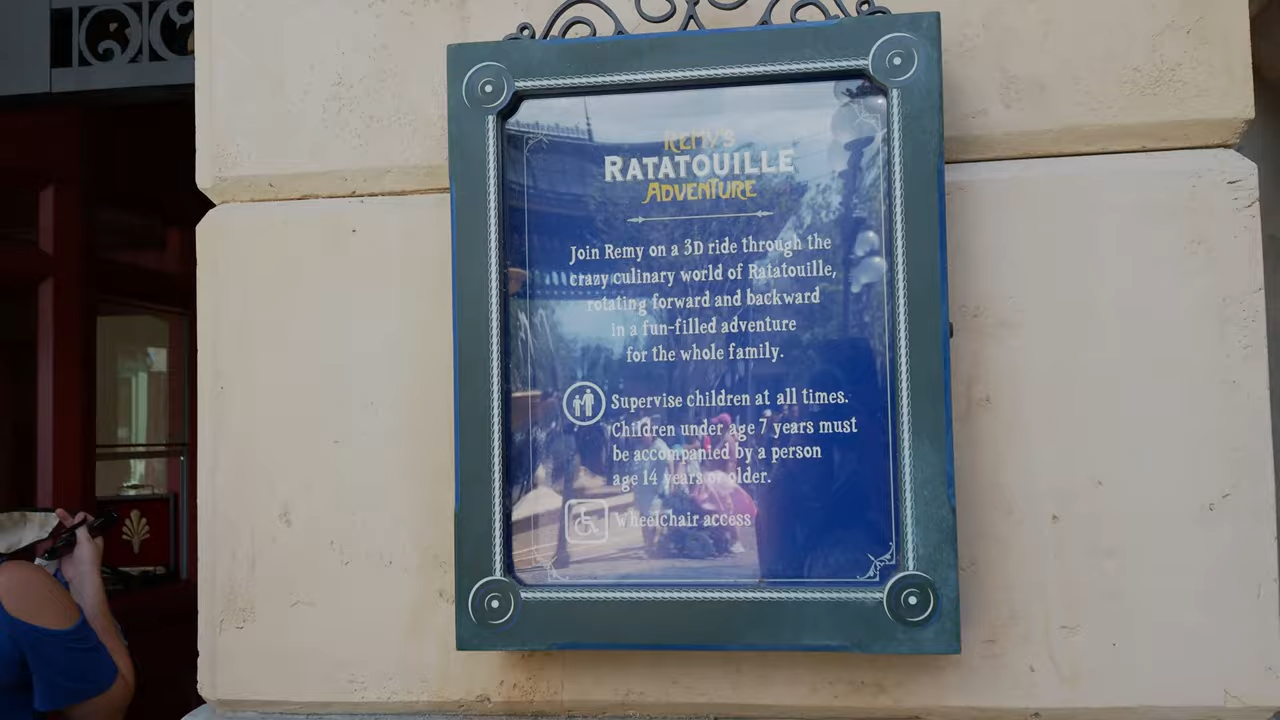 REMY'S
RATATOUILLE
ADVENTURE
Join Remy on a 3D ride through the
crazy culinary world of Ratatouille,
rotating forward and backward
in a fun-filled adventure
for the whole family.
Supervise children at all times.
Children under age 7 years must
be accompanied by a person
age 14 years or older.
Wheelchair access